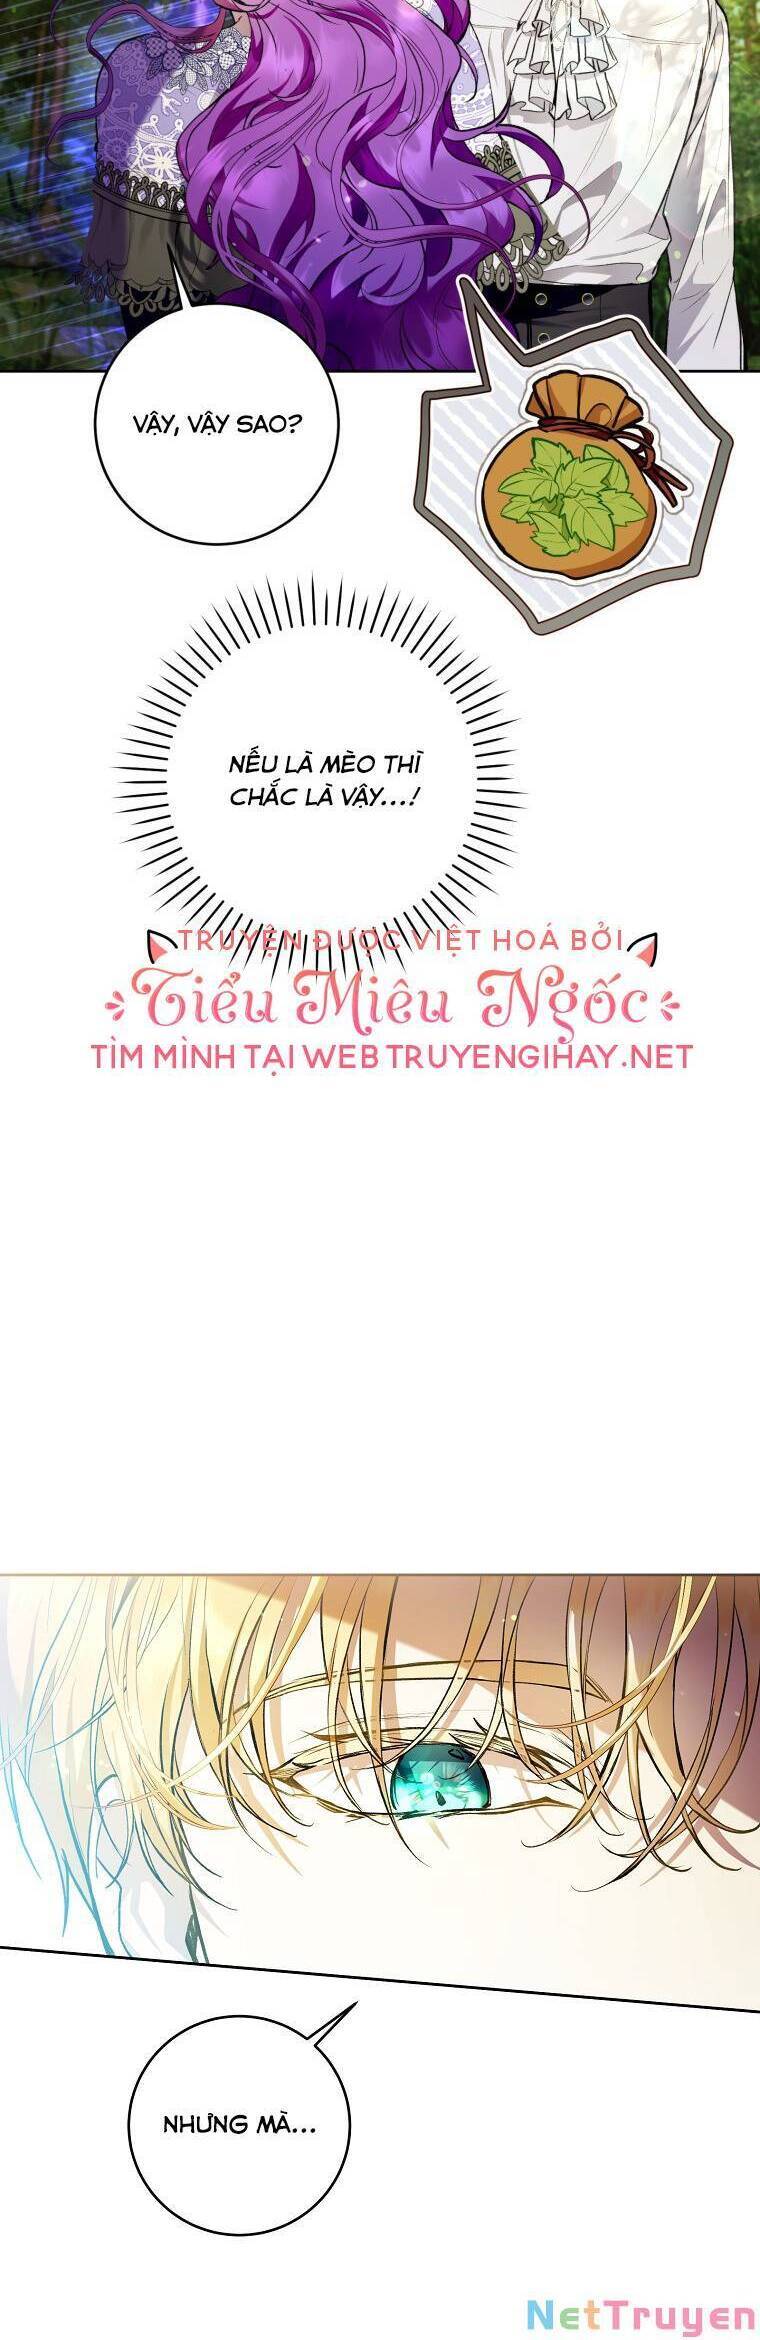 VẬY, VẬY SAO?
NẾU LÀ MÈO THÌ
CHẮC LÀ VẬY...!
TRUYỆN ĐƯỢC VIỆT HOÁ BỞI
Tiểu Miêu Ngốc
TÌM MÌNH TẠI WEB TRUYENGIHAY.NET
NHƯNG MÀ...
NetTruyen